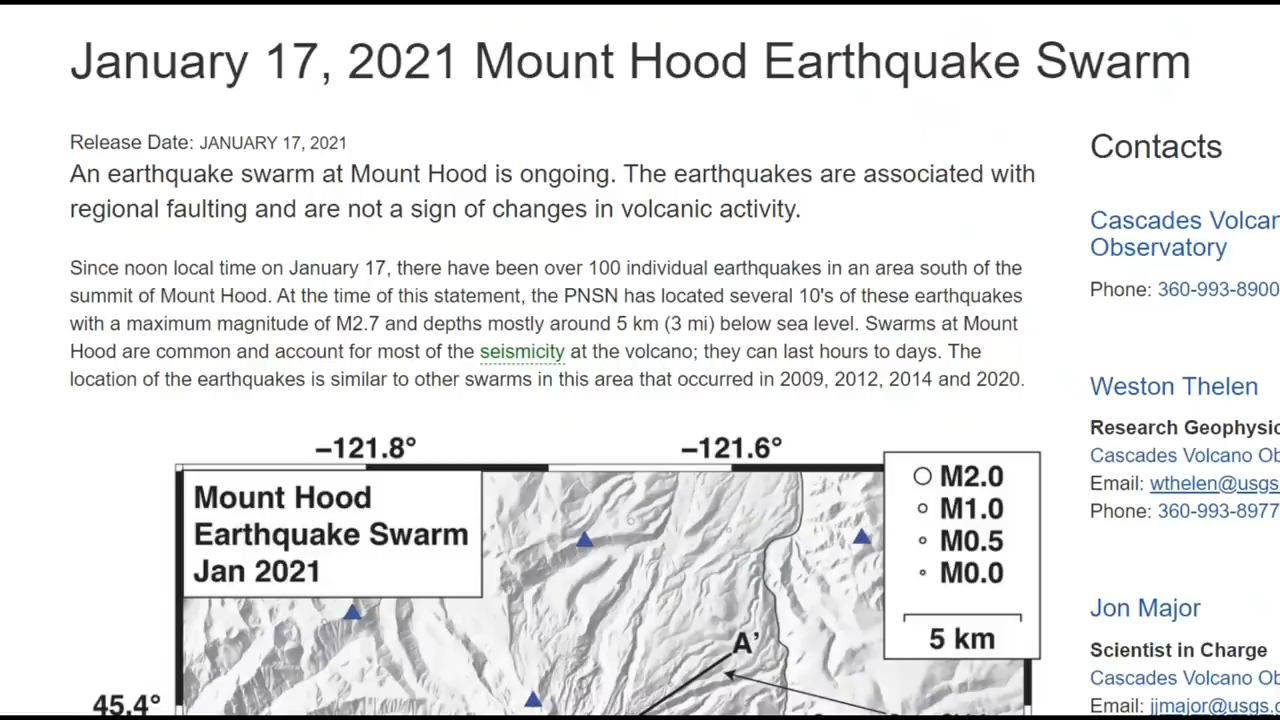 January 17, 2021 Mount Hood Earthquake Swarm
Release Date: JANUARY 17, 2021
An earthquake swarm at Mount Hood is ongoing. The earthquakes are associated with
regional faulting and are not a sign of changes in volcanic activity.
Since noon local time on January 17, there have been over 100 individual earthquakes in an area south of the
summit of Mount Hood. At the time of this statement, the PNSN has located several 10's of these earthquakes
with a maximum magnitude of M2.7 and depths mostly around 5 km (3 mi) below sea level. Swarms at Mount
Hood are common and account for most of the seismicity at the volcano; they can last hours to days. The
location of the earthquakes is similar to other swarms in this area that occurred in 2009, 2012, 2014 and 2020.
−121.8° −121.6°
Mount Hood
Earthquake Swarm
Jan 2021
M2.0
M1.0
M0.5
M0.0
5 km
A'
45.4°
Contacts
Cascades Volcan
Observatory
Phone: 360-993-8900
Weston Thelen
Research Geophysic
Cascades Volcano Ob
Email: wthelen@usgs.
Phone: 360-993-8977
Jon Major
Scientist in Charge
Cascades Volcano Ob
Email: jjmajor@usgs.g